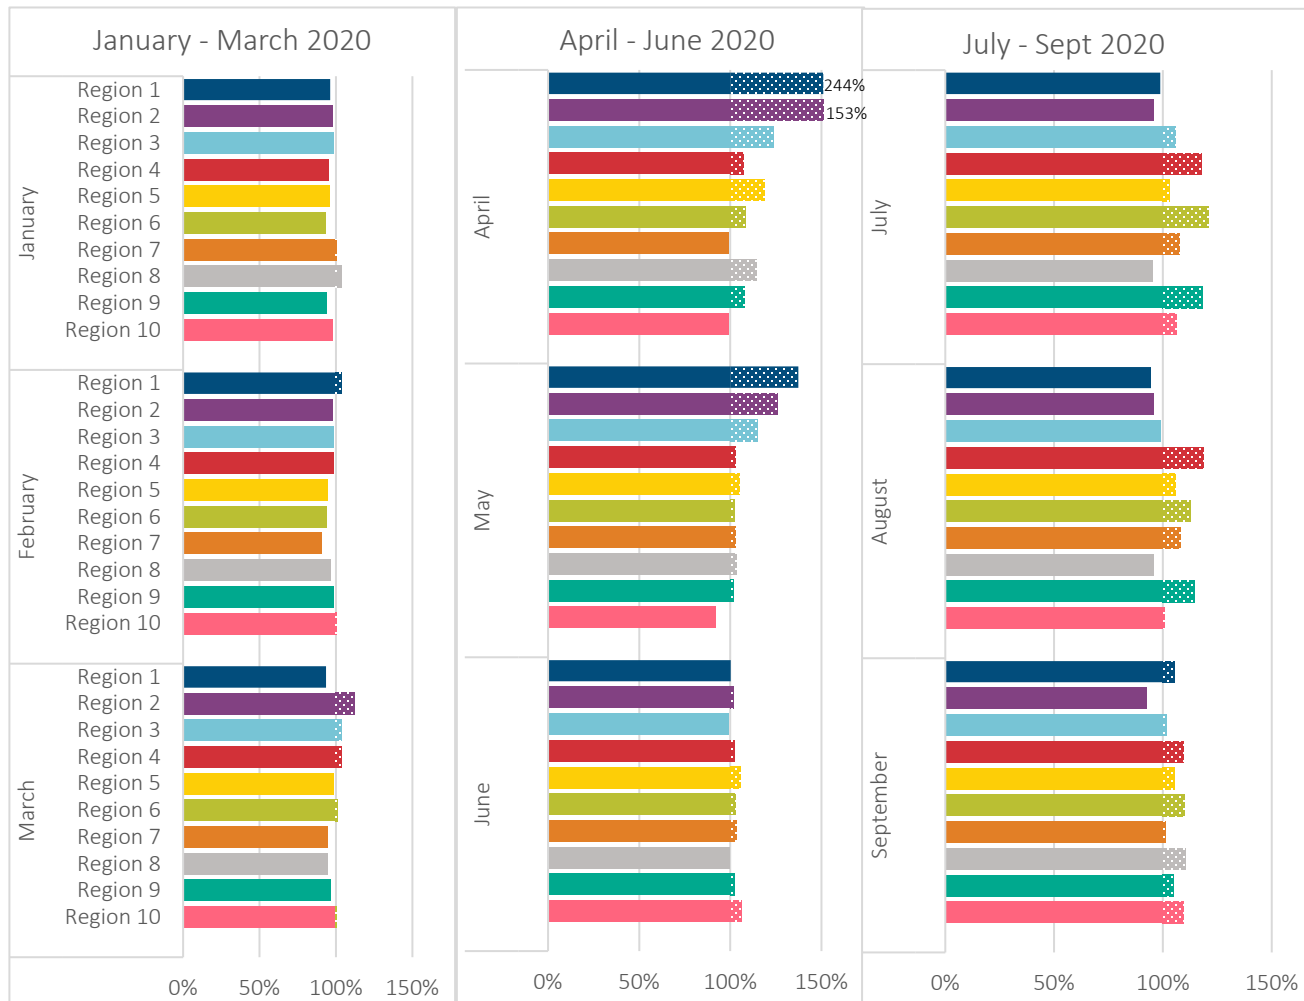 January - March 2020
January
Region 1
Region 2
Region 3
Region 4
Region 5
Region 6
Region 7
Region 8
Region 9
Region 10
February
Region 1
Region 2
Region 3
Region 4
Region 5
Region 6
Region 7
Region 8
Region 9
Region 10
March
Region 1
Region 2
Region 3
Region 4
Region 5
Region 6
Region 7
Region 8
Region 9
Region 10
0% 50% 100% 150%
April - June 2020
April
244%
153%
May
June
0% 50% 100% 150%
July - Sept 2020
July
August
September
0% 50% 100% 150%